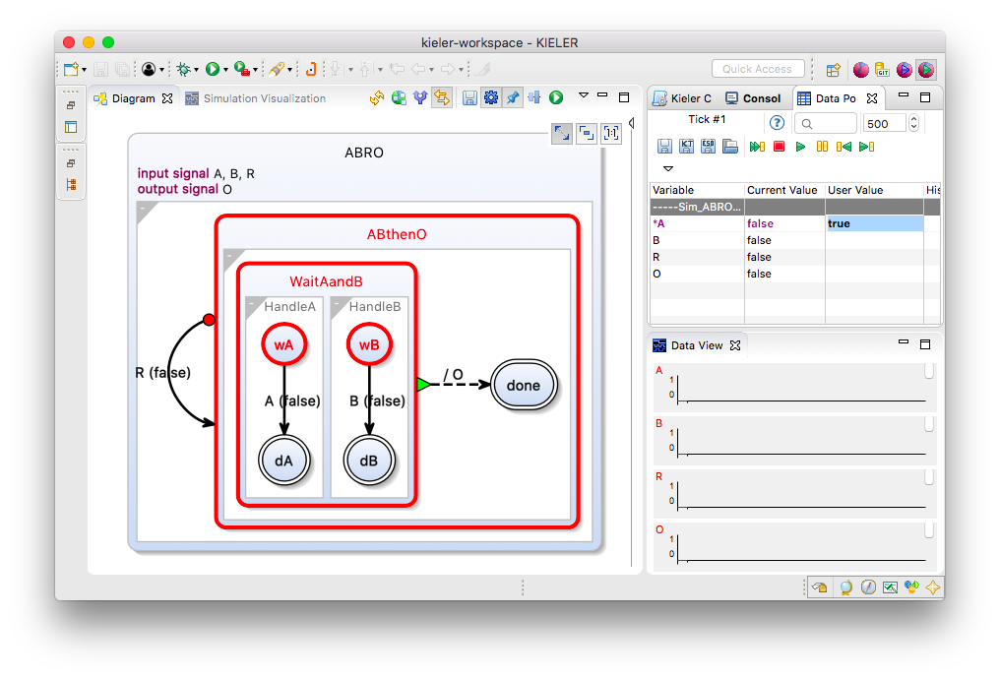 kieler-workspace - KIELER
Quick Access
Diagram
Simulation Visualization
ABRO
input signal A, B, R
output signal O
ABthenO
WaitAandB
HandleA
HandleB
wA
wB
R (false)
A (false)
B (false)
/ O
done
dA
dB
Kieler C
Consol
Data Po
Tick #1
500
Variable Current Value User Value His
-----Sim_ABRO...
*A false true
B false
R false
O false
Data View
A
1
0
B
1
0
R
1
0
O
1
0